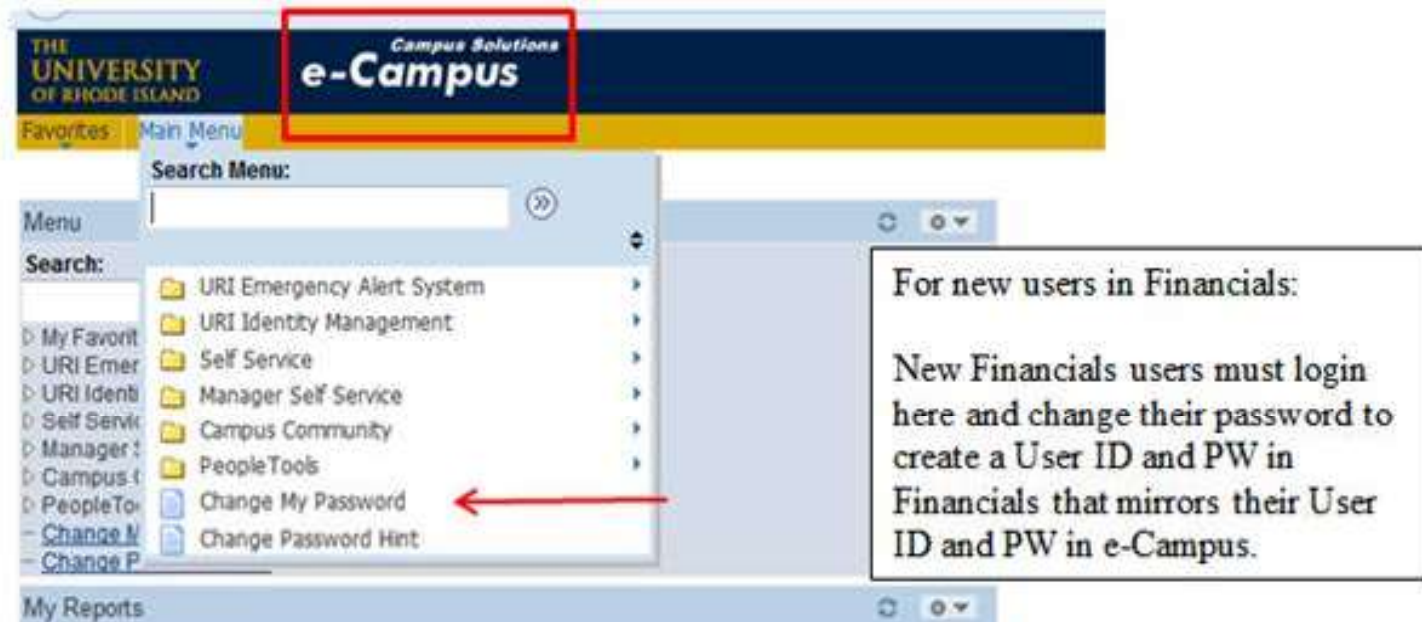 THE
UNIVERSITY
OF RHODE ISLAND
Campus Solutions
e-Campus
Favorites Main Menu
Search Menu:
Menu
Search:
URI Emergency Alert System
URI Identity Management
Self Service
Manager Self Service
Campus Community
PeopleTools
Change My Password
Change Password Hint
My Favorit
URI Emer
URI Identi
Self Servic
Manager S
Campus C
PeopleToo
Change M
Change P
My Reports
For new users in Financials:
New Financials users must login
here and change their password to
create a User ID and PW in
Financials that mirrors their User
ID and PW in e-Campus.